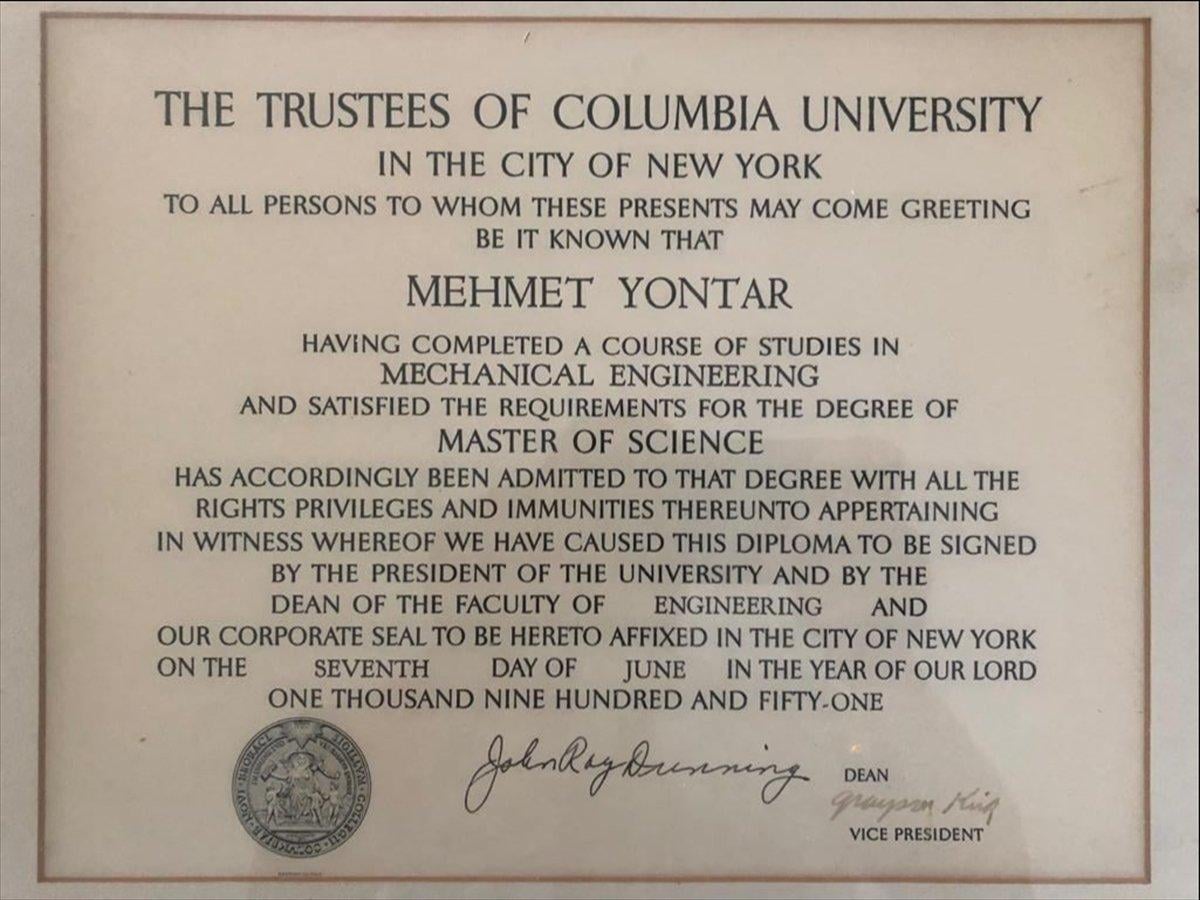 THE TRUSTEES OF COLUMBIA UNIVERSITY
IN THE CITY OF NEW YORK
TO ALL PERSONS TO WHOM THESE PRESENTS MAY COME GREETING
BE IT KNOWN THAT
MEHMET YONTAR
HAVING COMPLETED A COURSE OF STUDIES IN
MECHANICAL ENGINEERING
AND SATISFIED THE REQUIREMENTS FOR THE DEGREE OF
MASTER OF SCIENCE
HAS ACCORDINGLY BEEN ADMITTED TO THAT DEGREE WITH ALL THE
RIGHTS PRIVILEGES AND IMMUNITIES THEREUNTO APPERTAINING
IN WITNESS WHEREOF WE HAVE CAUSED THIS DIPLOMA TO BE SIGNED
BY THE PRESIDENT OF THE UNIVERSITY AND BY THE
DEAN OF THE FACULTY OF ENGINEERING AND
OUR CORPORATE SEAL TO BE HERETO AFFIXED IN THE CITY OF NEW YORK
ON THE SEVENTH DAY OF JUNE IN THE YEAR OF OUR LORD
ONE THOUSAND NINE HUNDRED AND FIFTY-ONE
John Ray Dunning DEAN
Grayson Kirk
VICE PRESIDENT